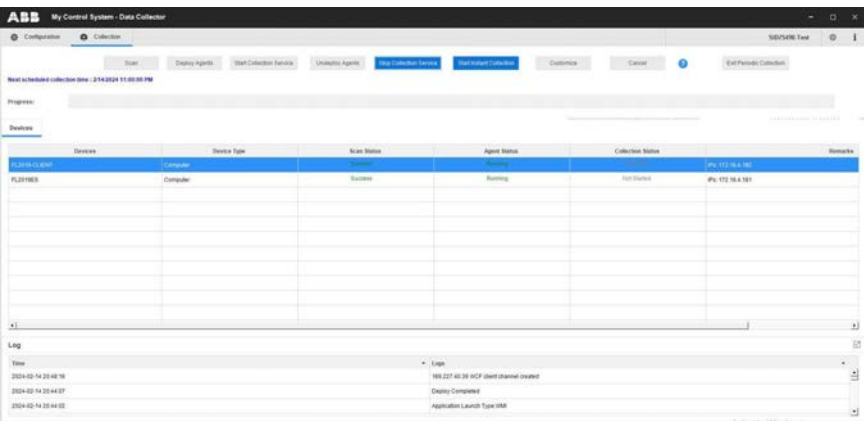 ABB My Control System - Data Collector
Configuration Collection SID/5498: Test
Scan Deploy Agents Start Collection Service Undeploy Agents Stop Collection Service Start Instant Collection Customize Cancel ? Exit Periodic Collection
Next scheduled collection time : 2/14/2024 11:00:00 PM
Progress:
Devices
Devices Device Type Scan Status Agent Status Collection Status Remarks
FL2019-CLIENT Computer Success Running IPs: 172.16.4.182
FL2019ES Computer Success Running Not Started IPs: 172.16.4.181
Log
Time Logs
2024-02-14 20:48:16 169.227.40.39 WCF client channel created
2024-02-14 20:44:07 Deploy Completed
2024-02-14 20:44:02 Application Launch Type:WMI